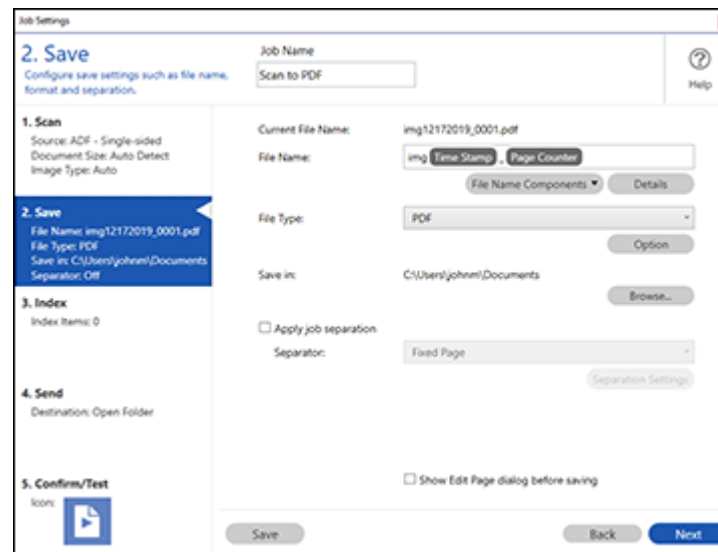 Job Settings
2. Save
Configure save settings such as file name,
format and separation.
Job Name
Scan to PDF
Help
1. Scan
Source: ADF - Single-sided
Document Size: Auto Detect
Image Type: Auto
2. Save
File Name: img12172019_0001.pdf
File Type: PDF
Save in: C:\Users\johnm\Documents
Separator: Off
3. Index
Index Items: 0
4. Send
Destination: Open Folder
5. Confirm/Test
Icon:
Current File Name: img12172019_0001.pdf
File Name: img Time Stamp _ Page Counter
File Name Components Details
File Type: PDF
Option
Save in: C:\Users\johnm\Documents
Browse...
Apply job separation
Separator: Fixed Page
Separation Settings
Show Edit Page dialog before saving
Save Back Next